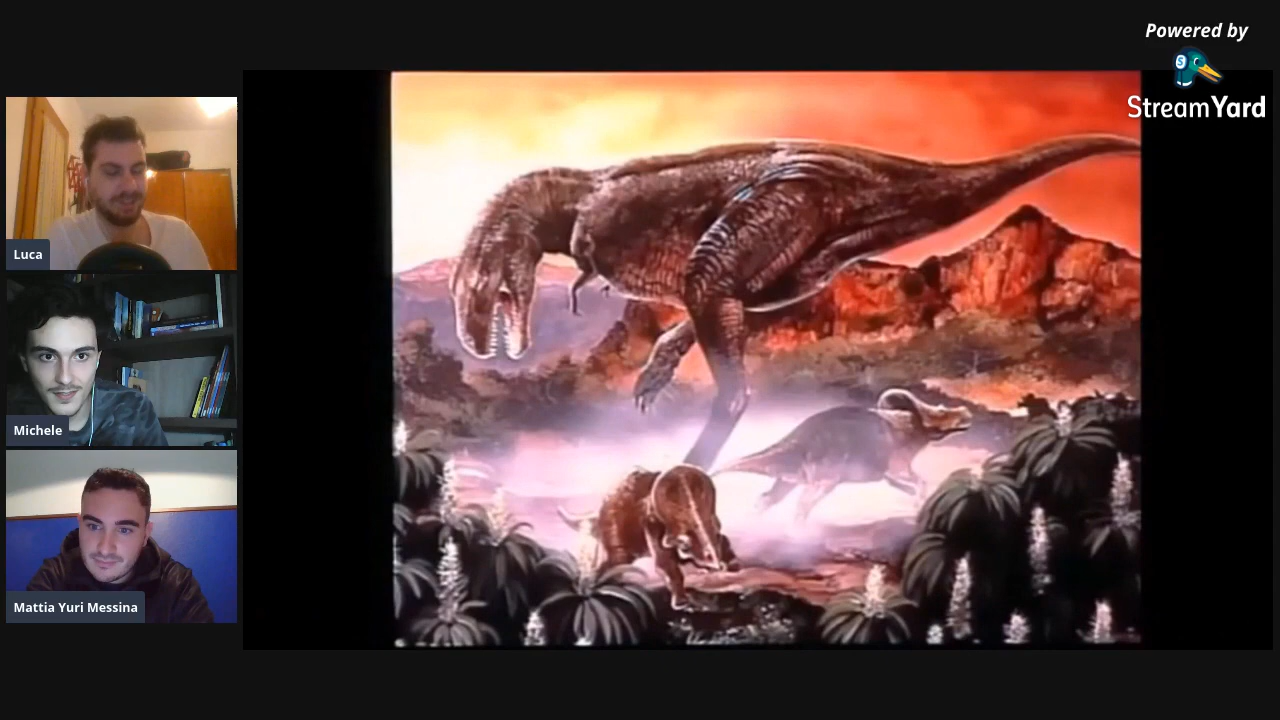 Powered by
StreamYard
Luca
Michele
Mattia Yuri Messina